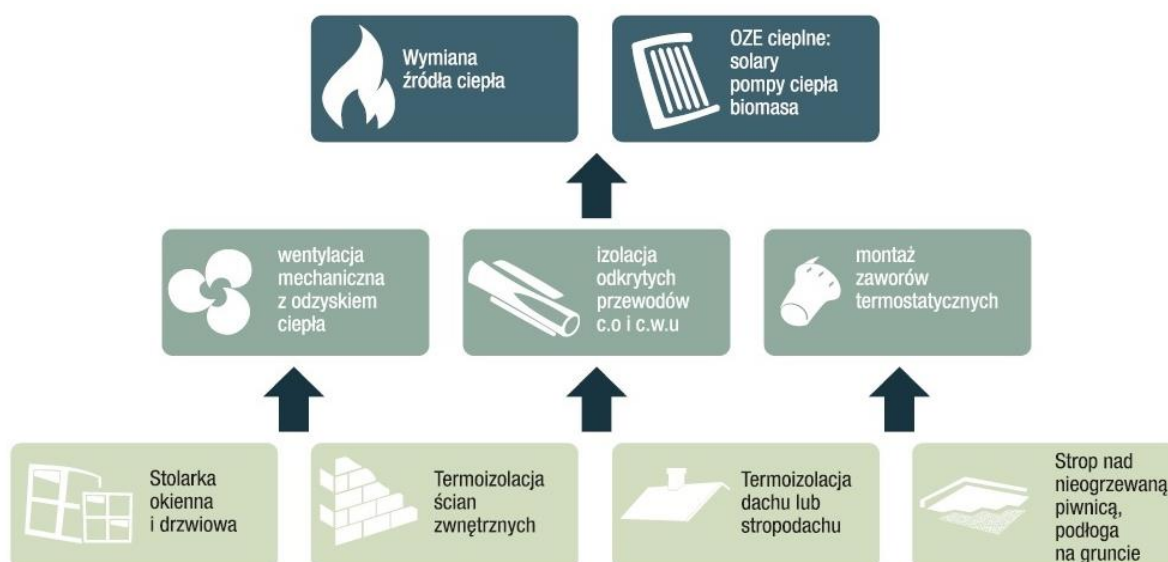 Wymiana
źródła ciepła
OZE cieplne:
solary
pompy ciepła
biomasa
wentylacja
mechaniczna
z odzyskiem
ciepła
izolacja
odkrytych
przewodów
c.o i c.w.u
montaż
zaworów
termostatycznych
Stolarka
okienna
i drzwiowa
Termoizolacja
ścian
zwnętrznych
Termoizolacja
dachu lub
stropodachu
Strop nad
nieogrzewaną
piwnicą,
podłoga
na gruncie